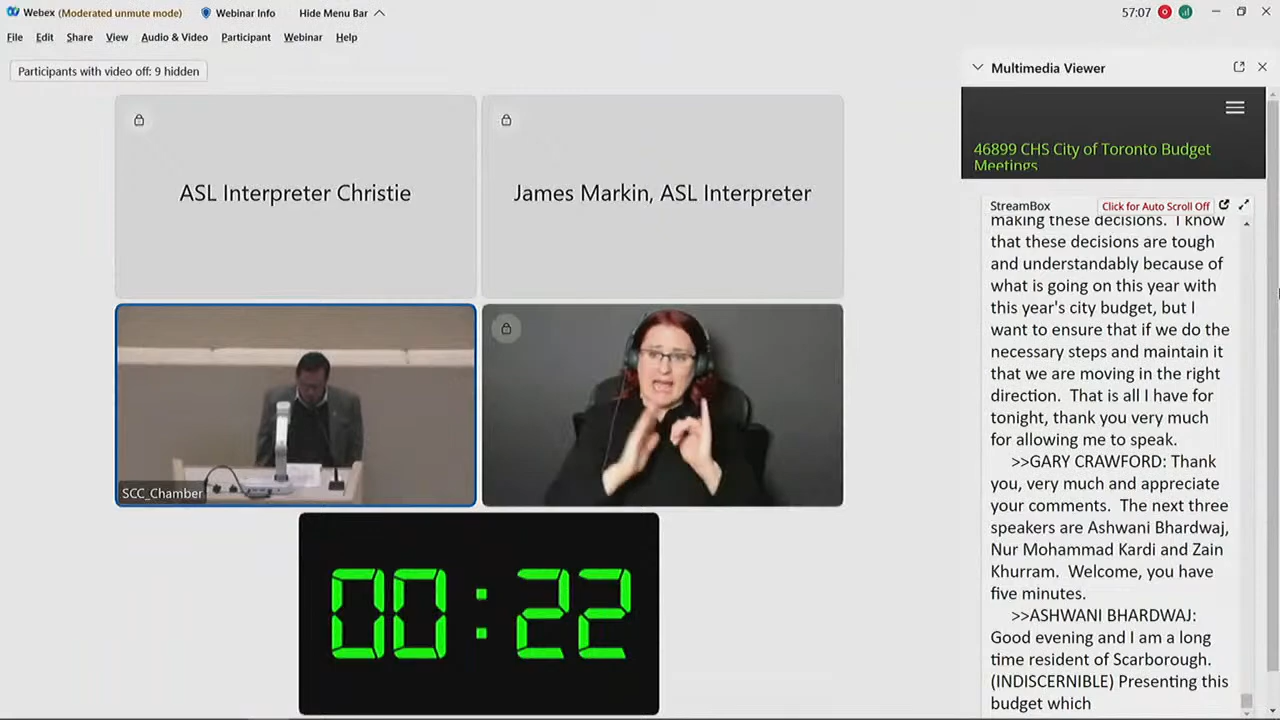 Webex (Moderated unmute mode) Webinar Info Hide Menu Bar 57:07
File Edit Share View Audio & Video Participant Webinar Help
Participants with video off: 9 hidden
Multimedia Viewer
46899 CHS City of Toronto Budget
Meetings
ASL Interpreter Christie
James Markin, ASL Interpreter
SCC_Chamber
00:22
StreamBox Click for Auto Scroll Off
making these decisions. I know
that these decisions are tough
and understandably because of
what is going on this year with
this year's city budget, but I
want to ensure that if we do the
necessary steps and maintain it
that we are moving in the right
direction. That is all I have for
tonight, thank you very much
for allowing me to speak.
>>GARY CRAWFORD: Thank
you, very much and appreciate
your comments. The next three
speakers are Ashwani Bhardwaj,
Nur Mohammad Kardi and Zain
Khurram. Welcome, you have
five minutes.
>>ASHWANI BHARDWAJ:
Good evening and I am a long
time resident of Scarborough.
(INDISCERNIBLE) Presenting this
budget which